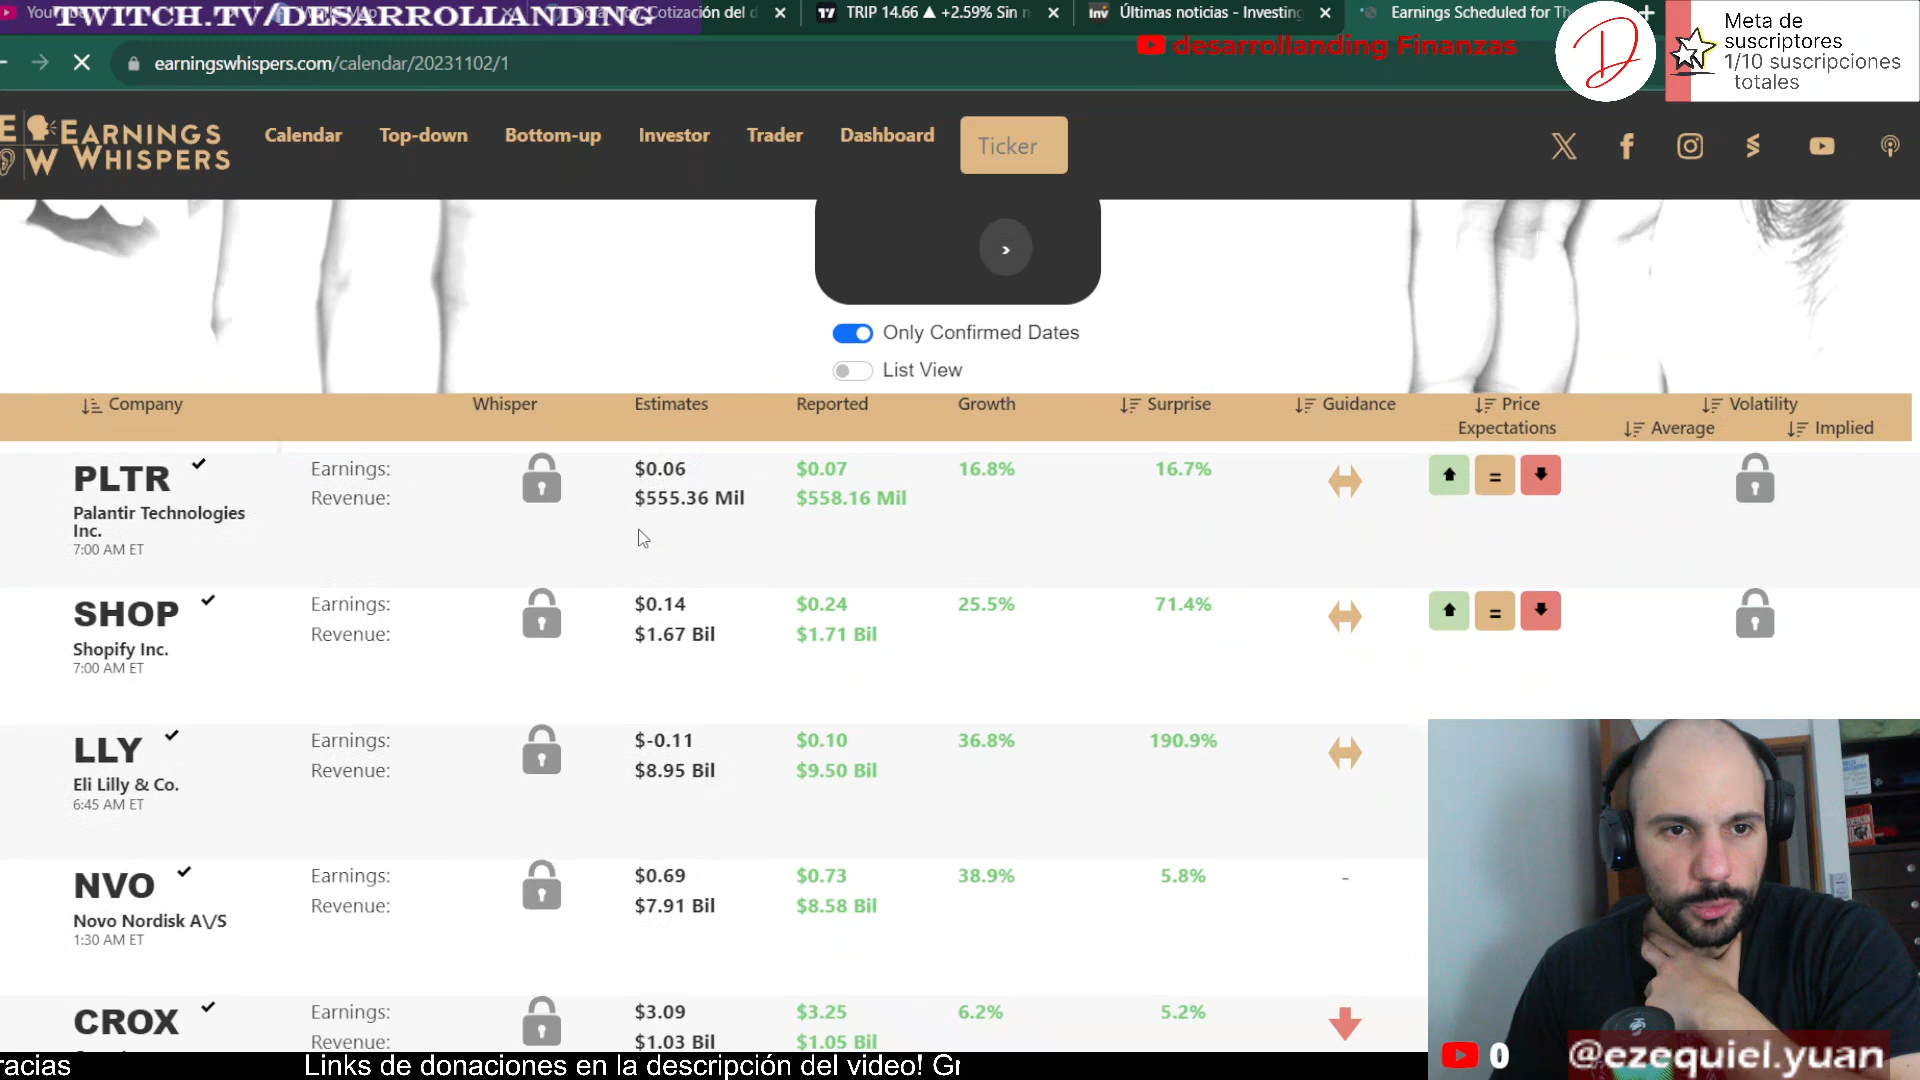 TWITCH.TV/DESARROLLANDING
Cotización del d
TRIP 14.66 ▲ +2.59% Sin n
Últimas noticias - Investing
Earnings Scheduled for Th
earningswhispers.com/calendar/20231102/1
desarrollanding Finanzas
Meta de
suscriptores
1/10 suscripciones
totales
EARNINGS
WHISPERS
Calendar
Top-down
Bottom-up
Investor
Trader
Dashboard
Ticker
Only Confirmed Dates
List View
Company
Whisper
Estimates
Reported
Growth
Surprise
Guidance
Price
Expectations
Volatility
Average
Implied
PLTR
Palantir Technologies
Inc.
7:00 AM ET
Earnings: $0.06 $0.07 16.8% 16.7%
Revenue: $555.36 Mil $558.16 Mil
SHOP
Shopify Inc.
7:00 AM ET
Earnings: $0.14 $0.24 25.5% 71.4%
Revenue: $1.67 Bil $1.71 Bil
LLY
Eli Lilly & Co.
6:45 AM ET
Earnings: $-0.11 $0.10 36.8% 190.9%
Revenue: $8.95 Bil $9.50 Bil
NVO
Novo Nordisk A\/S
1:30 AM ET
Earnings: $0.69 $0.73 38.9% 5.8% -
Revenue: $7.91 Bil $8.58 Bil
CROX
Earnings: $3.09 $3.25 6.2% 5.2%
Revenue: $1.03 Bil $1.05 Bil
racias
Links de donaciones en la descripción del video! Gr
0
@ezequiel.yuan